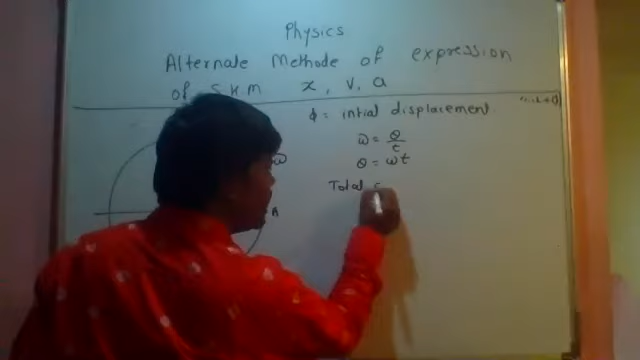 Physics
Alternate Methode of expression
of S.H.M x, v, a
ϕ = intial displacement
ω = θ/t
θ = ωt
Total
ω
A